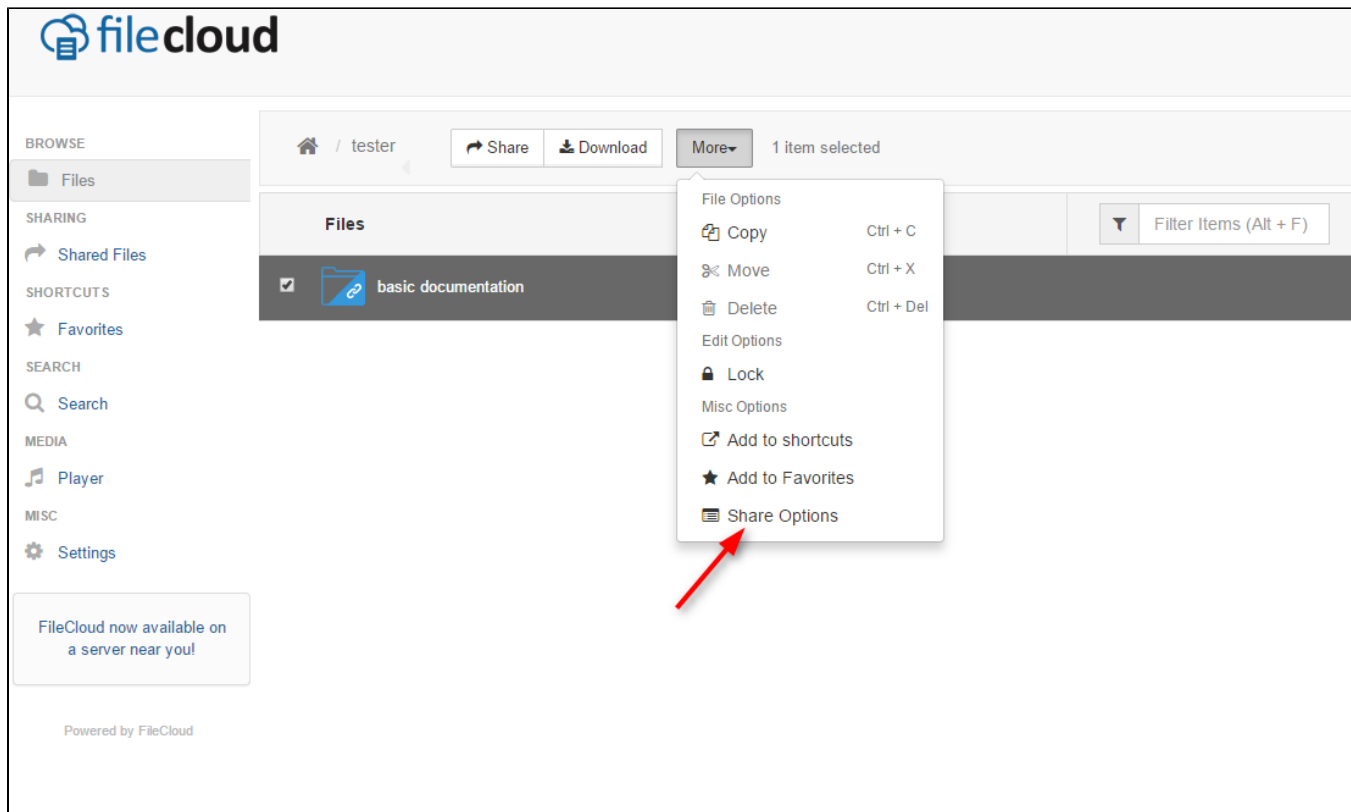 filecloud
BROWSE
Files
SHARING
Shared Files
SHORTCUTS
Favorites
SEARCH
Search
MEDIA
Player
MISC
Settings
FileCloud now available on
a server near you!
Powered by FileCloud
/ tester
Share
Download
More
1 item selected
Files
Filter Items (Alt + F)
basic documentation
File Options
Copy Ctrl + C
Move Ctrl + X
Delete Ctrl + Del
Edit Options
Lock
Misc Options
Add to shortcuts
Add to Favorites
Share Options